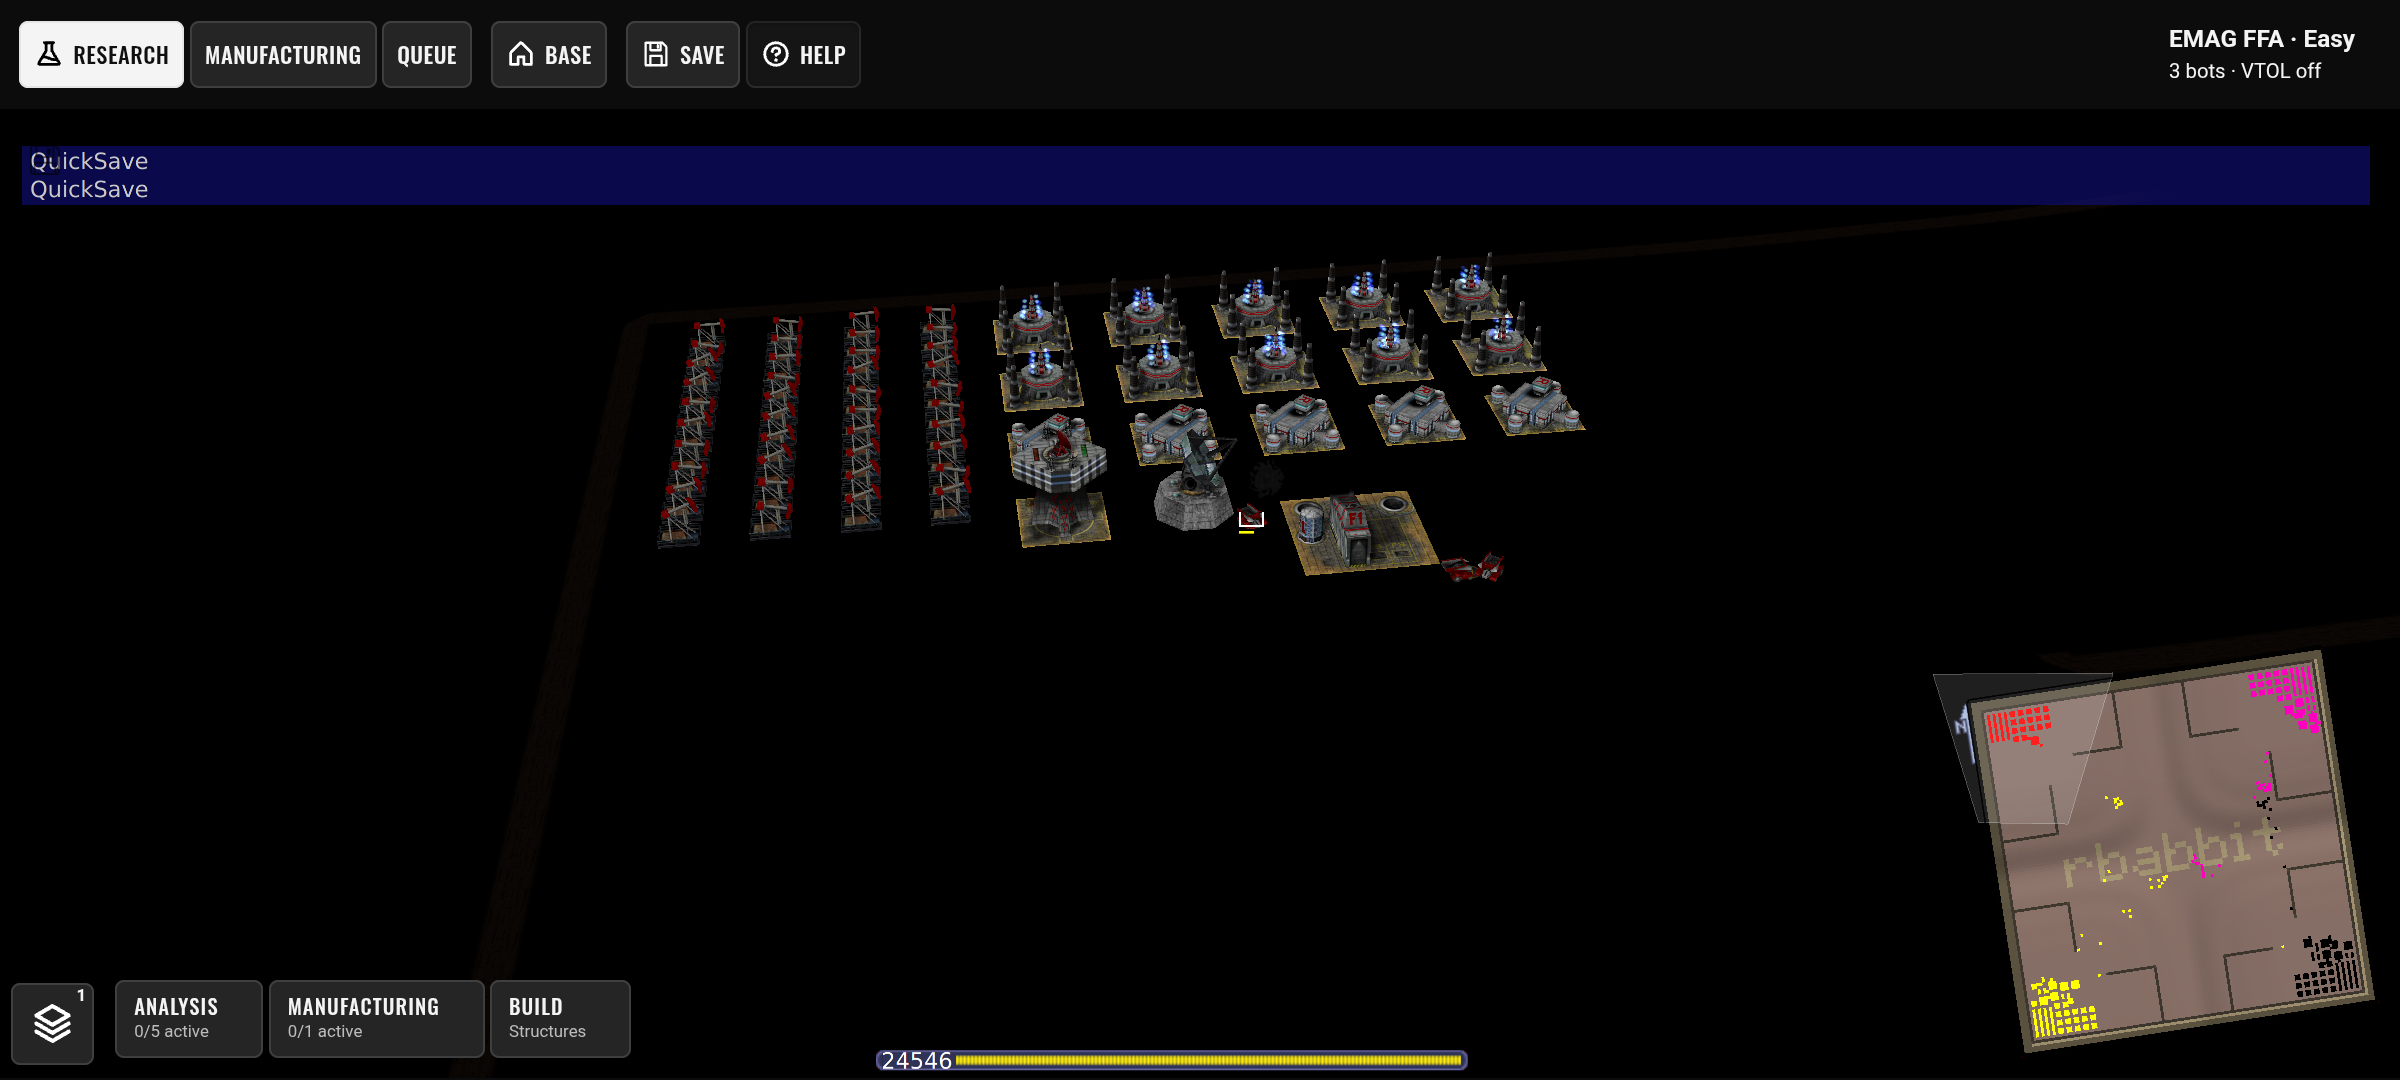 RESEARCH
MANUFACTURING
QUEUE
BASE
SAVE
HELP
EMAG FFA · Easy
3 bots · VTOL off
QuickSave
QuickSave
F1
N
rbabbit
1
ANALYSIS
0/5 active
MANUFACTURING
0/1 active
BUILD
Structures
24546